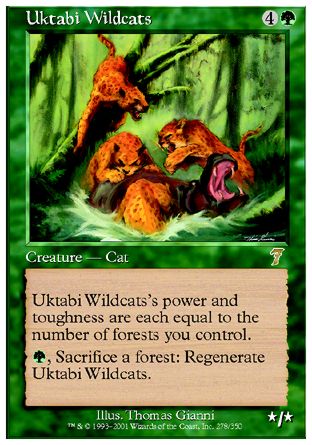 Uktabi Wildcats 4
Creature — Cat
7
Uktabi Wildcats's power and
toughness are each equal to the
number of forests you control.
, Sacrifice a forest: Regenerate
Uktabi Wildcats.
*/*
Illus. Thomas Gianni
™ & © 1993–2001 Wizards of the Coast, Inc. 278/350